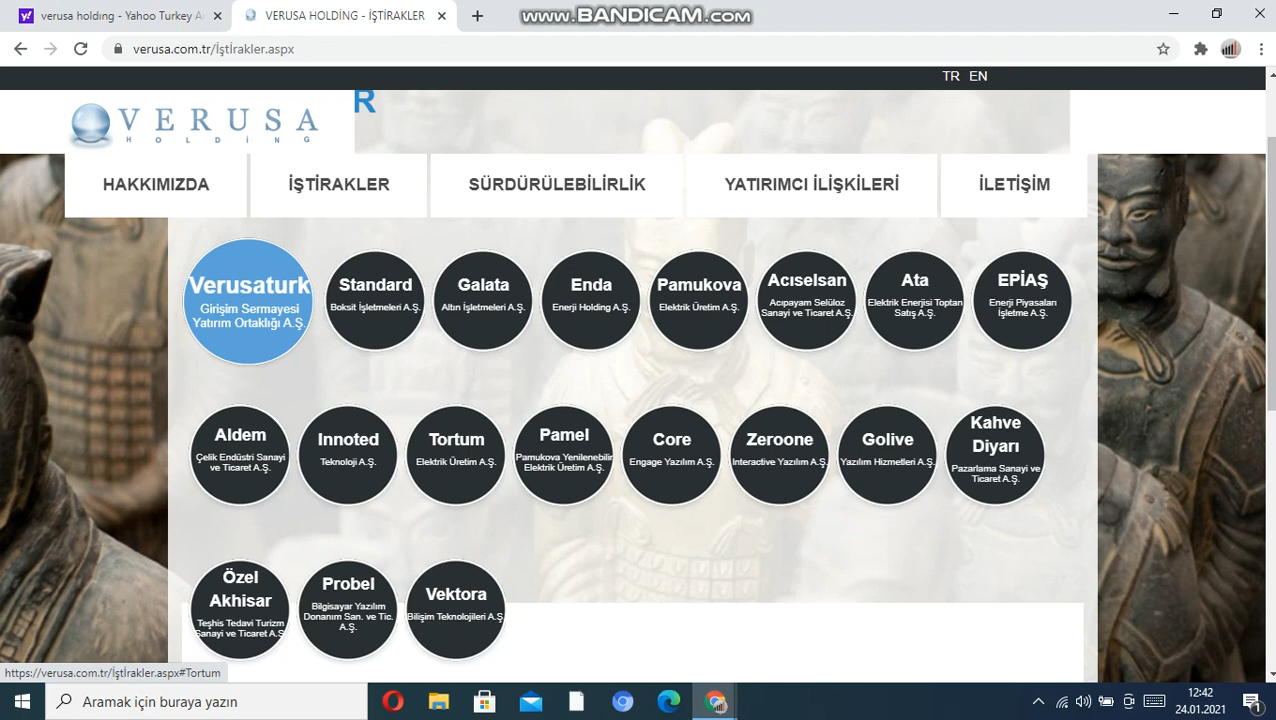 www.BANDICAM.com
verusa holdıng - Yahoo Turkey A
VERUSA HOLDİNG - İŞTİRAKLER
verusa.com.tr/İştİrakler.aspx
TR EN
R
VERUSA
HOLDİNG
HAKKIMIZDA
İŞTİRAKLER
SÜRDÜRÜLEBİLİRLİK
YATIRIMCI İLİŞKİLERİ
İLETİŞİM
Verusaturk
Girişim Sermayesi
Yatırım Ortaklığı A.Ş.
Standard
Boksit İşletmeleri A.Ş.
Galata
Altın İşletmeleri A.Ş.
Enda
Enerji Holding A.Ş.
Pamukova
Elektrik Üretim A.Ş.
Acıselsan
Acıpayam Selüloz
Sanayi ve Ticaret A.Ş.
Ata
Elektrik Enerjisi Toptan
Satış A.Ş.
EPİAŞ
Enerji Piyasaları
İşletme A.Ş.
Aldem
Çelik Endüstri Sanayi
ve Ticaret A.Ş.
Innoted
Teknoloji A.Ş.
Tortum
Elektrik Üretim A.Ş.
Pamel
Pamukova Yenilenebilir
Elektrik Üretim A.Ş.
Core
Engage Yazılım A.Ş.
Zeroone
Interactive Yazılım A.Ş.
Golive
Yazılım Hizmetleri A.Ş.
Kahve
Diyarı
Pazarlama Sanayi ve
Ticaret A.Ş.
Özel
Akhisar
Teşhis Tedavi Turizm
Sanayi ve Ticaret A.Ş
Probel
Bilgisayar Yazılım
Donanım San. ve Tic.
A.Ş.
Vektora
Bilişim Teknolojileri A.Ş.
https://verusa.com.tr/İştİrakler.aspx#Tortum
Aramak için buraya yazın
12:42
24.01.2021
1